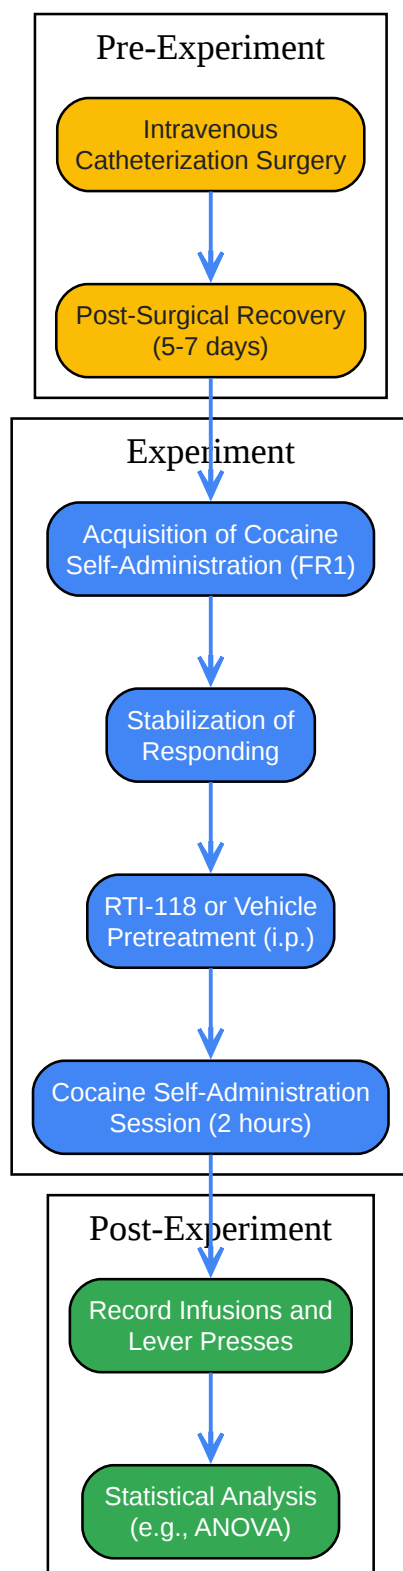 Pre-Experiment
Intravenous
Catheterization Surgery
Post-Surgical Recovery
(5-7 days)
Experiment
Acquisition of Cocaine
Self-Administration (FR1)
Stabilization of
Responding
RTI-118 or Vehicle
Pretreatment (i.p.)
Cocaine Self-Administration
Session (2 hours)
Post-Experiment
Record Infusions and
Lever Presses
Statistical Analysis
(e.g., ANOVA)